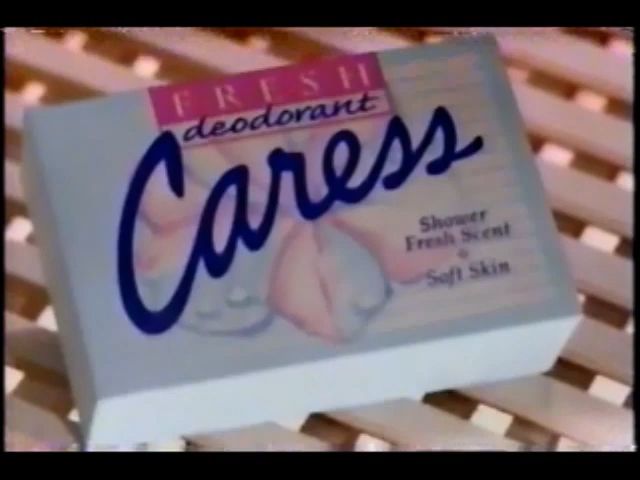 FRESH
deodorant
Caress
Shower
Fresh Scent
+
Soft Skin